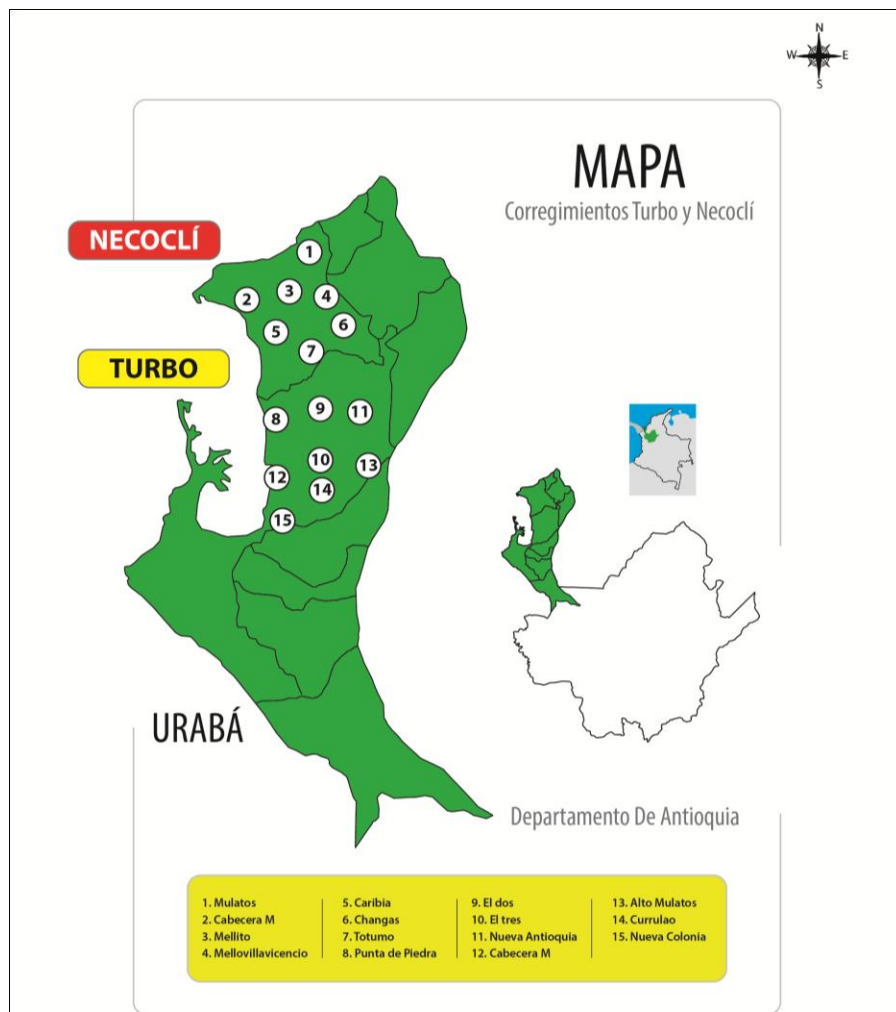 N
W E
S
MAPA
Corregimientos Turbo y Necoclí
NECOCLÍ
TURBO
1
2
3
4
5
6
7
8
9
10
11
12
13
14
15
URABÁ
Departamento De Antioquia
1. Mulatos
2. Cabecera M
3. Mellito
4. Mellovillavicencio
5. Caribia
6. Changas
7. Totumo
8. Punta de Piedra
9. El dos
10. El tres
11. Nueva Antioquia
12. Cabecera M
13. Alto Mulatos
14. Currulao
15. Nueva Colonia